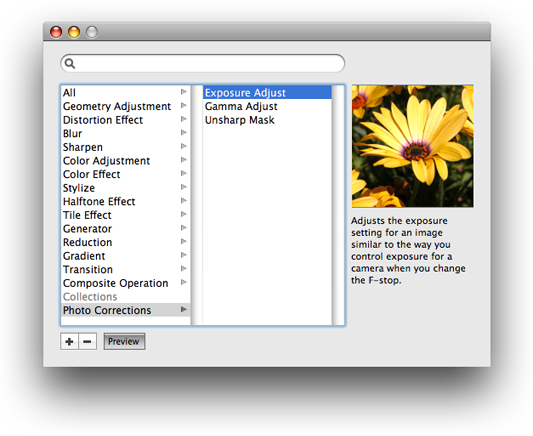 All
Geometry Adjustment
Distortion Effect
Blur
Sharpen
Color Adjustment
Color Effect
Stylize
Halftone Effect
Tile Effect
Generator
Reduction
Gradient
Transition
Composite Operation
Collections
Photo Corrections
Exposure Adjust
Gamma Adjust
Unsharp Mask
Adjusts the exposure
setting for an image
similar to the way you
control exposure for a
camera when you change
the F-stop.
Preview